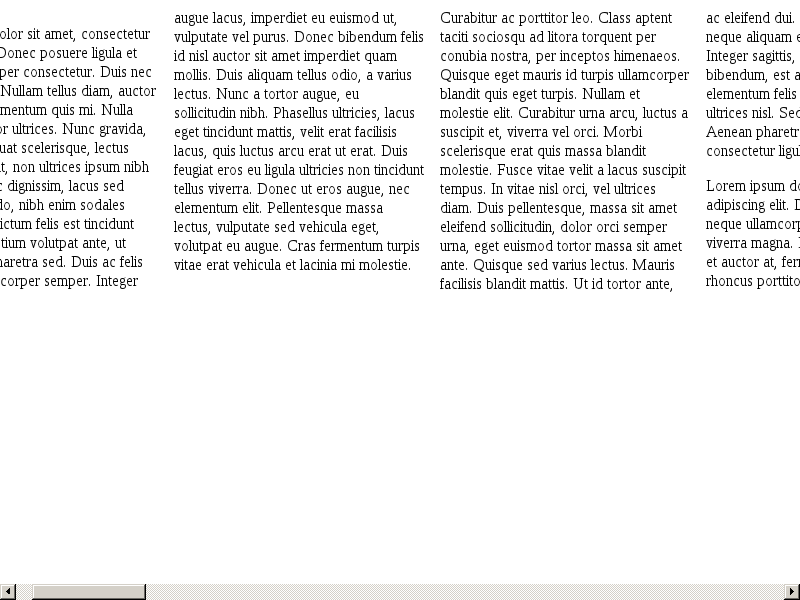 olor sit amet, consectetur
Donec posuere ligula et
per consectetur. Duis nec
Nullam tellus diam, auctor
mentum quis mi. Nulla
or ultrices. Nunc gravida,
uat scelerisque, lectus
t, non ultrices ipsum nibh
c dignissim, lacus sed
do, nibh enim sodales
ictum felis est tincidunt
tium volutpat ante, ut
haretra sed. Duis ac felis
corper semper. Integer
augue lacus, imperdiet eu euismod ut,
vulputate vel purus. Donec bibendum felis
id nisl auctor sit amet imperdiet quam
mollis. Duis aliquam tellus odio, a varius
lectus. Nunc a tortor augue, eu
sollicitudin nibh. Phasellus ultricies, lacus
eget tincidunt mattis, velit erat facilisis
lacus, quis luctus arcu erat ut erat. Duis
feugiat eros eu ligula ultricies non tincidunt
tellus viverra. Donec ut eros augue, nec
elementum elit. Pellentesque massa
lectus, vulputate sed vehicula eget,
volutpat eu augue. Cras fermentum turpis
vitae erat vehicula et lacinia mi molestie.
Curabitur ac porttitor leo. Class aptent
taciti sociosqu ad litora torquent per
conubia nostra, per inceptos himenaeos.
Quisque eget mauris id turpis ullamcorper
blandit quis eget turpis. Nullam et
molestie elit. Curabitur urna arcu, luctus a
suscipit et, viverra vel orci. Morbi
scelerisque erat quis massa blandit
molestie. Fusce vitae velit a lacus suscipit
tempus. In vitae nisl orci, vel ultrices
diam. Duis pellentesque, massa sit amet
eleifend sollicitudin, dolor orci semper
urna, eget euismod tortor massa sit amet
ante. Quisque sed varius lectus. Mauris
facilisis blandit mattis. Ut id tortor ante,
ac eleifend dui.
neque aliquam e
Integer sagittis,
bibendum, est a
elementum felis
ultrices nisl. Sec
Aenean pharetr
consectetur ligul
Lorem ipsum do
adipiscing elit. D
neque ullamcorp
viverra magna.
et auctor at, fern
rhoncus porttito